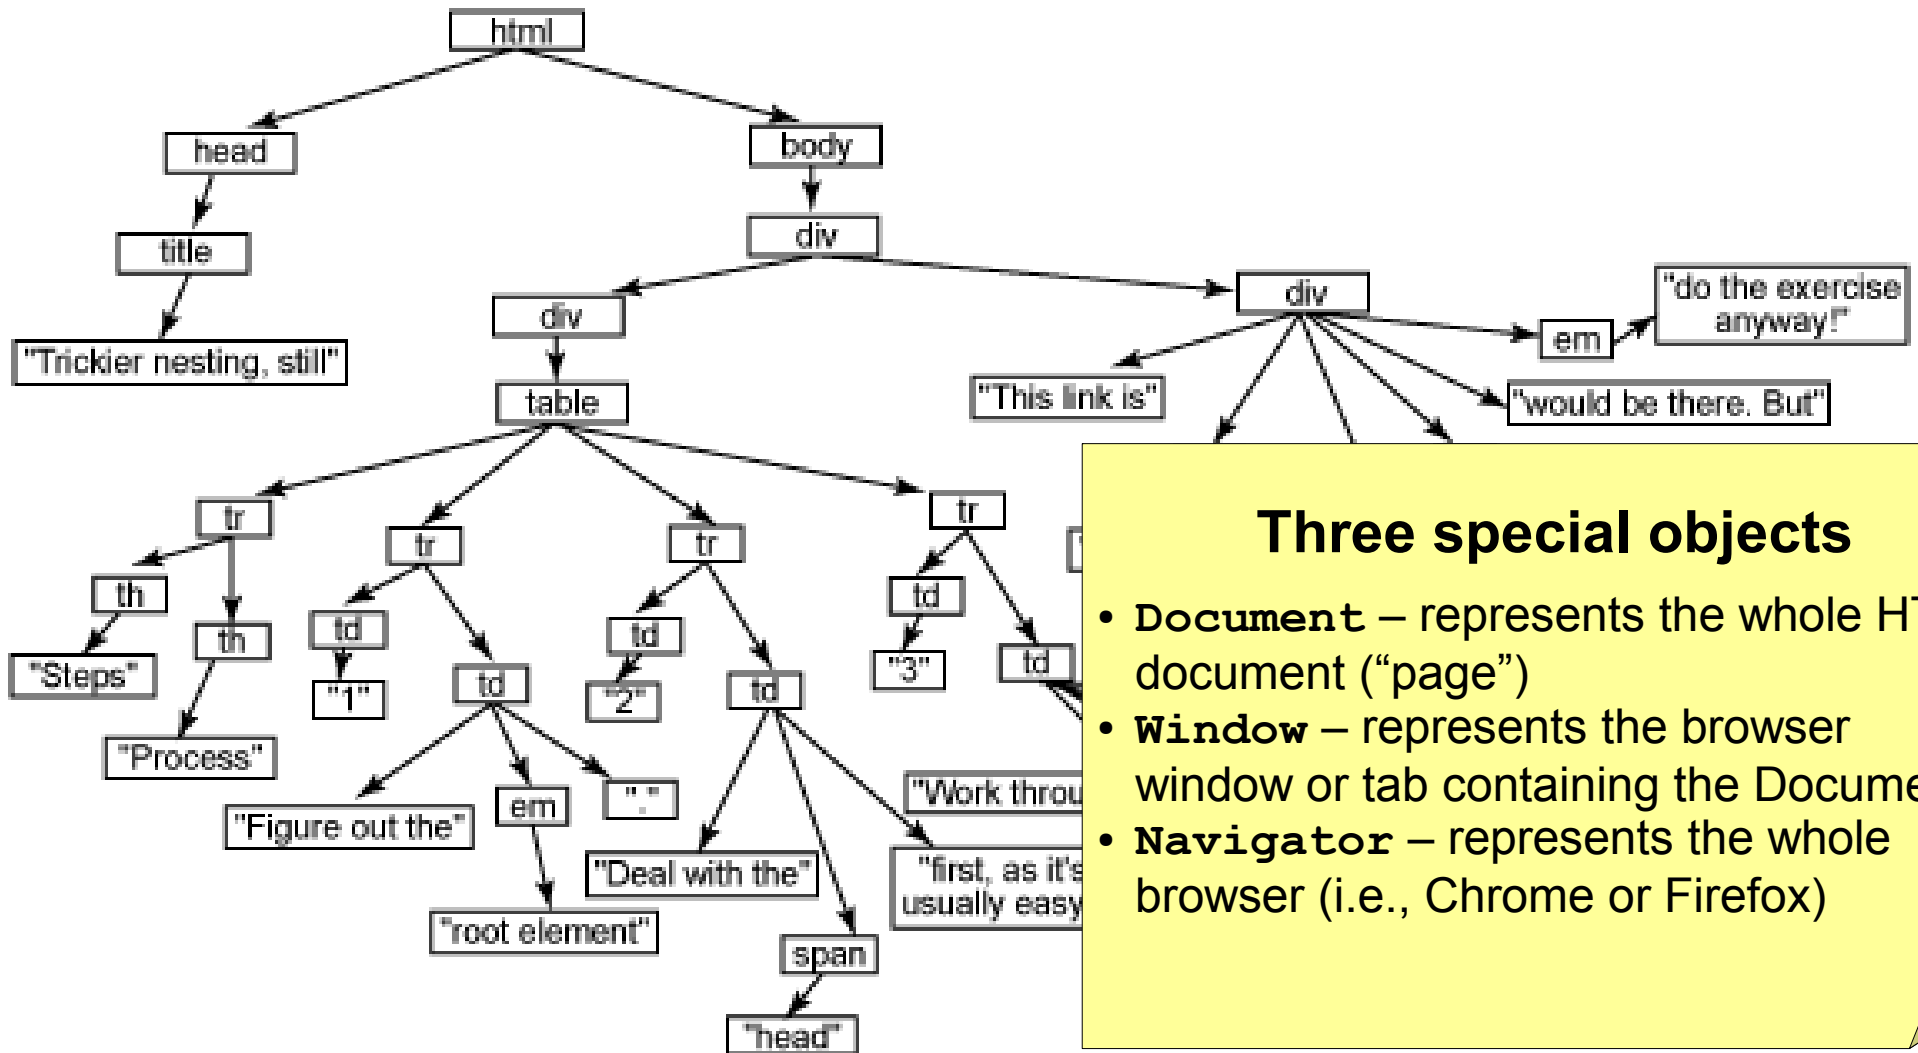 html
head
body
title
div
div
div
"do the exercise
anyway!"
em
"Trickier nesting, still"
table
"This link is"
"would be there. But"
tr
tr
tr
tr
th
th
td
td
td
"Steps"
"1"
td
"2"
td
"3"
td
"Process"
"Figure out the"
em
"."
"Deal with the"
"Work throu
"first, as it's
usually easy
"root element"
span
"head"
Three special objects
• Document – represents the whole
document (“page”)
• Window – represents the browser
window or tab containing the
• Navigator – represents the whole
browser (i.e., Chrome or Firefox)